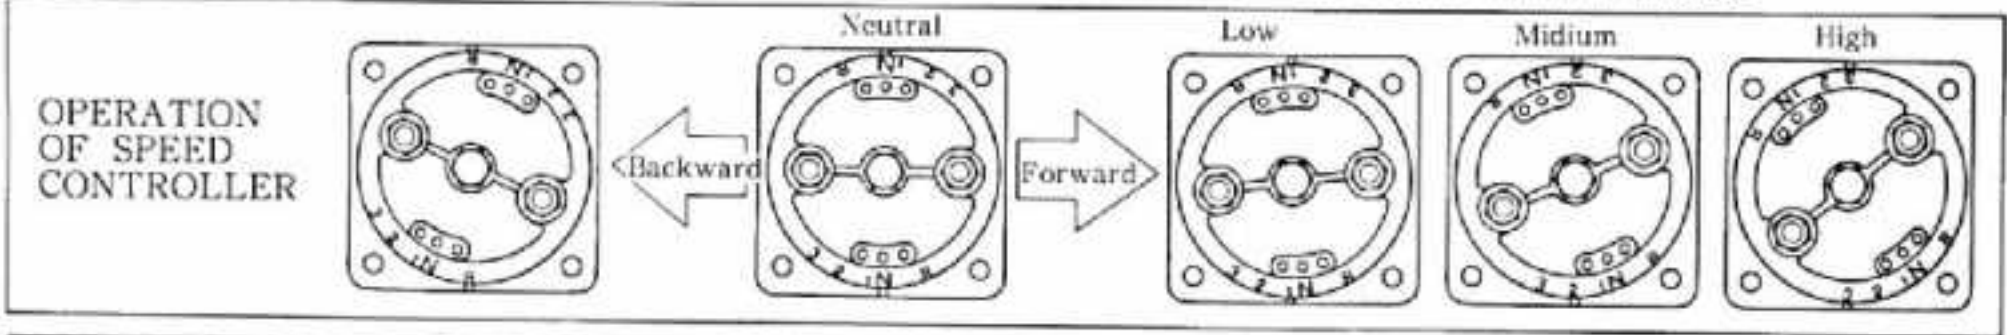 OPERATION
OF SPEED
CONTROLLER
Backward
Neutral
Forward
Low
Midium
High